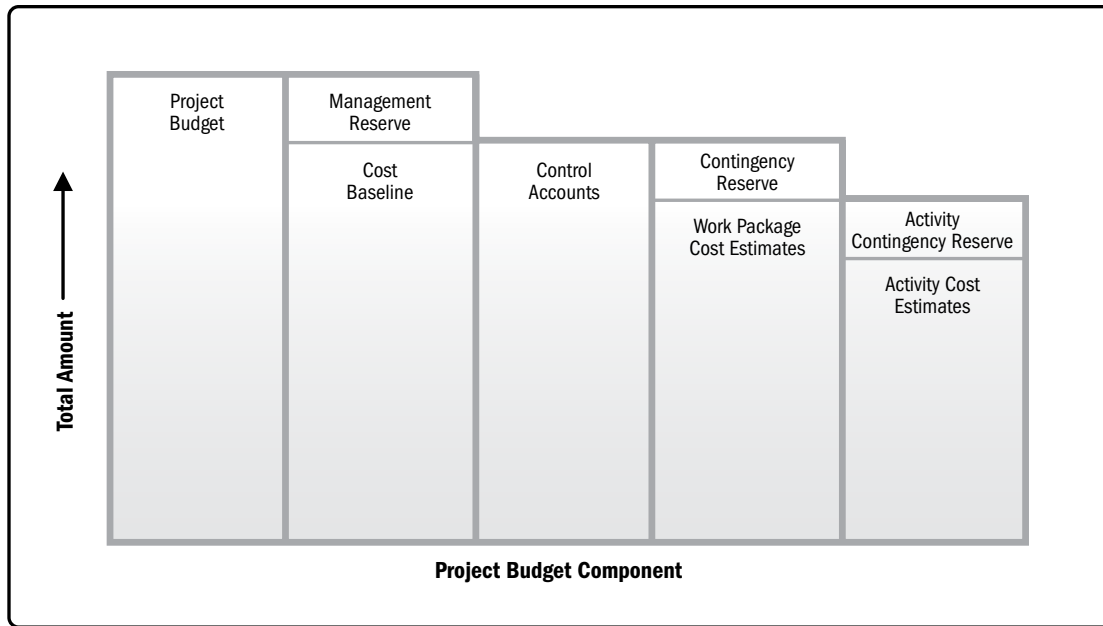 Project
Budget
Management
Reserve
Cost
Baseline
Control
Accounts
Contingency
Reserve
Work Package
Cost Estimates
Activity
Contingency Reserve
Activity Cost
Estimates
Total Amount
Project Budget Component